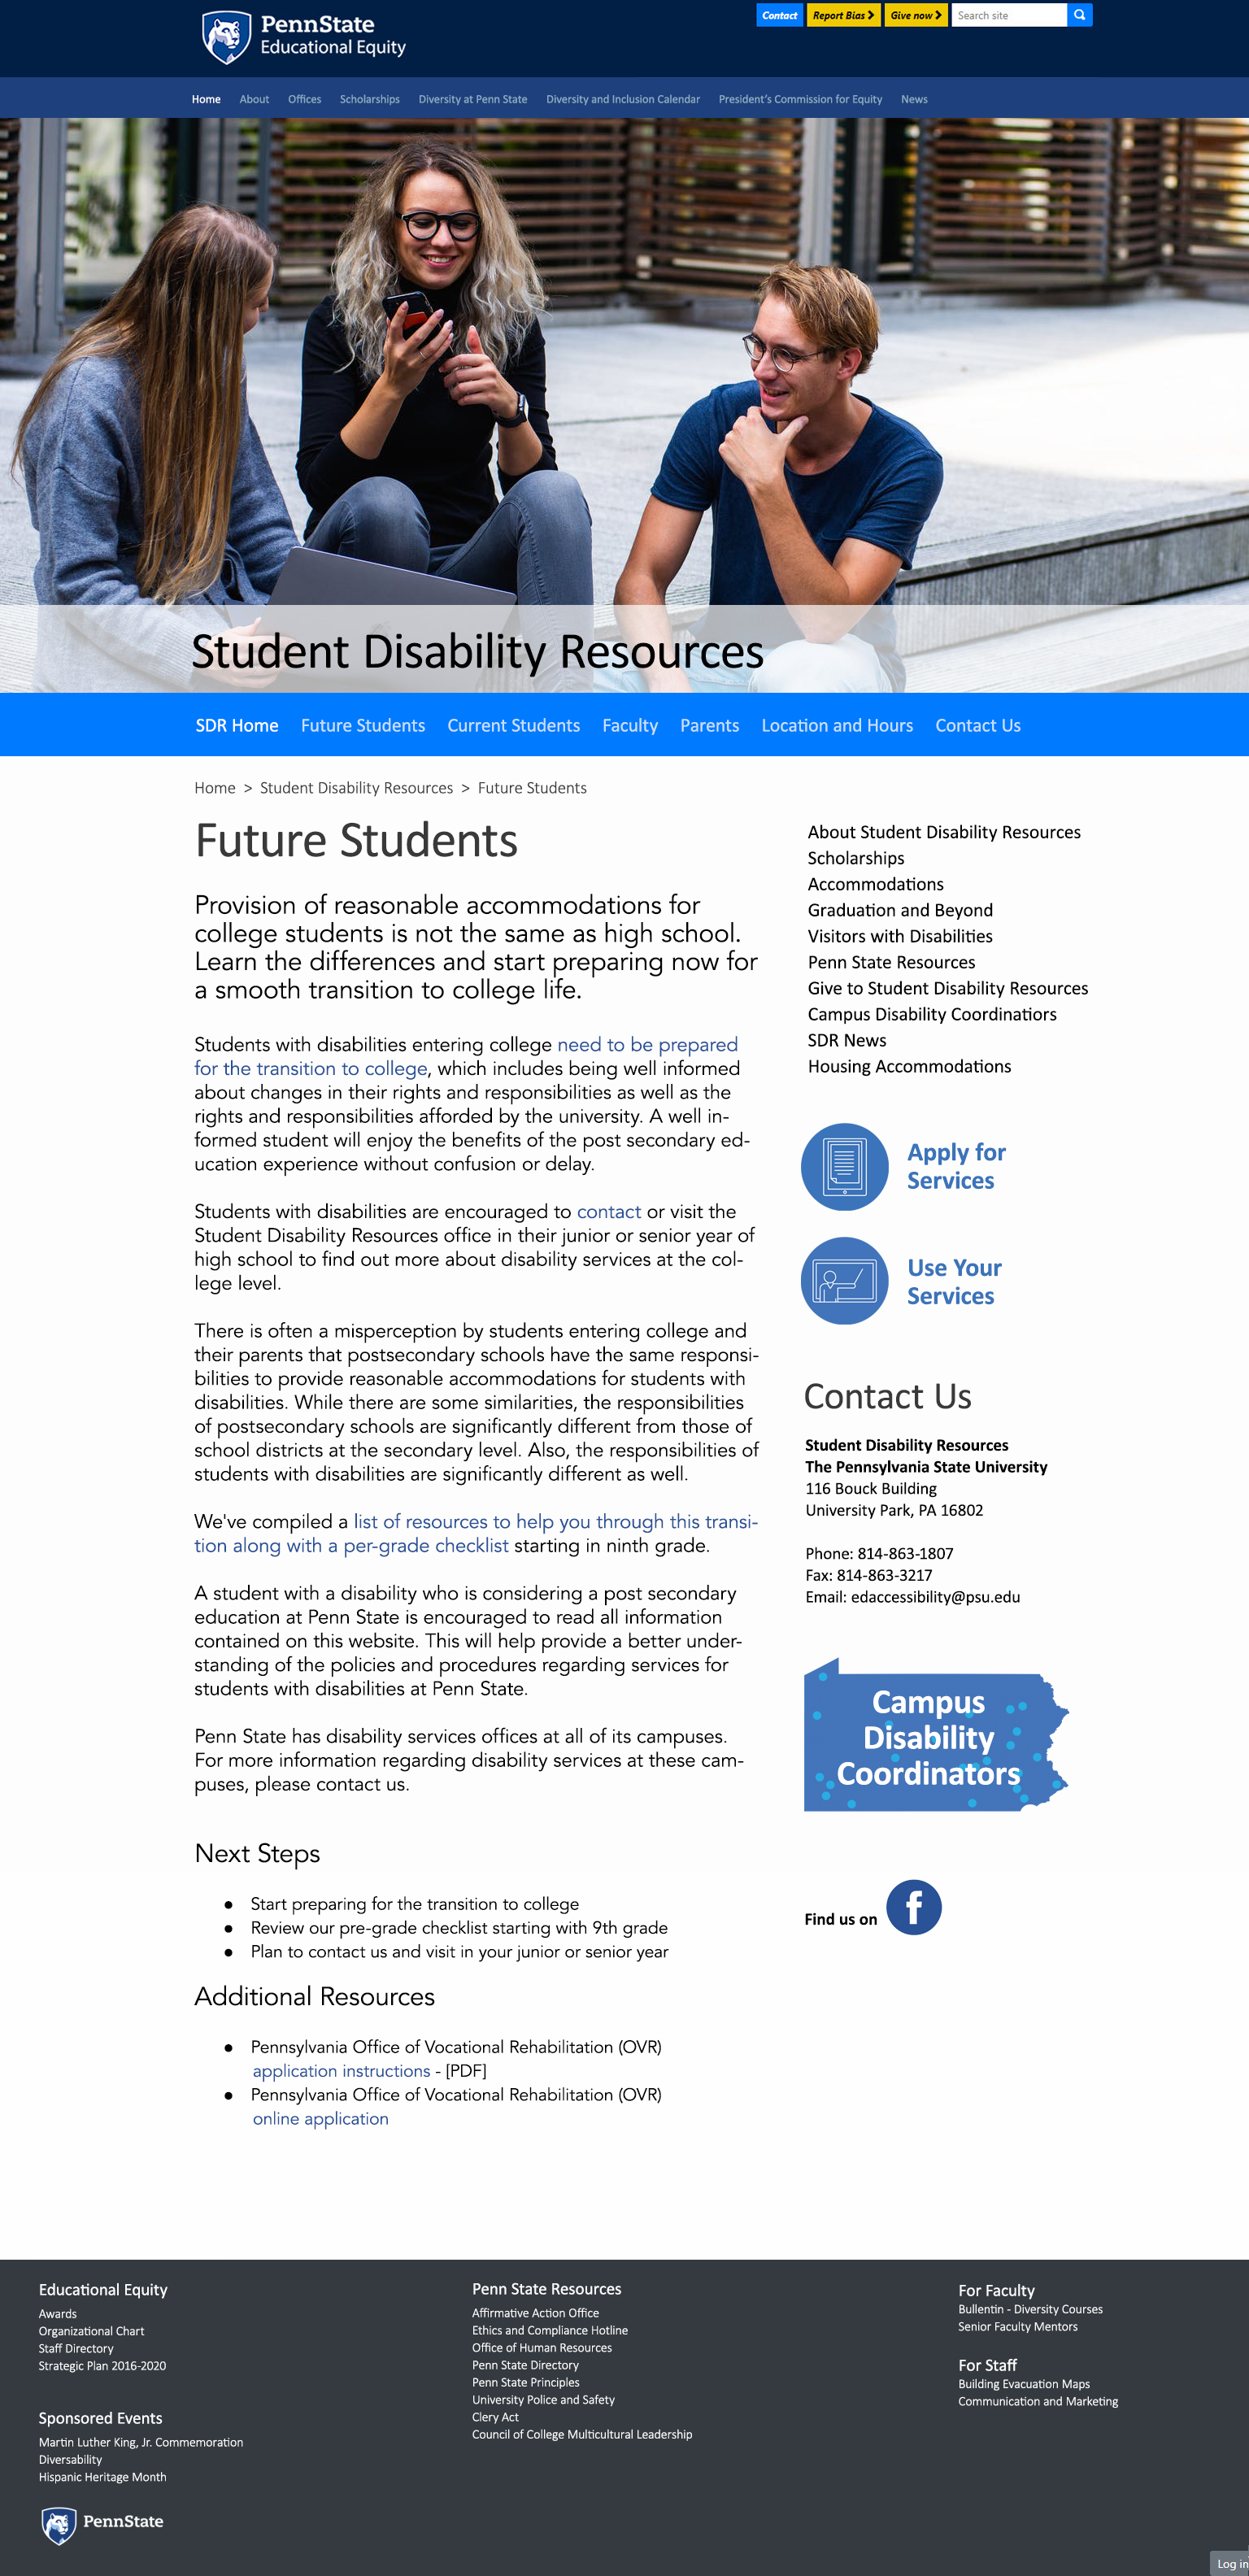 PennState
Educational Equity
Contact
Report Bias
Give now
Search site
Home
About
Offices
Scholarships
Diversity at Penn State
Diversity and Inclusion Calendar
President's Commission for Equity
News
Student Disability Resources
SDR Home
Future Students
Current Students
Faculty
Parents
Location and Hours
Contact Us
Home > Student Disability Resources > Future Students
Future Students
Provision of reasonable accommodations for
college students is not the same as high school.
Learn the differences and start preparing now for
a smooth transition to college life.
Students with disabilities entering college need to be prepared
for the transition to college, which includes being well informed
about changes in their rights and responsibilities as well as the
rights and responsibilities afforded by the university. A well in-
formed student will enjoy the benefits of the post secondary ed-
ucation experience without confusion or delay.
Students with disabilities are encouraged to contact or visit the
Student Disability Resources office in their junior or senior year of
high school to find out more about disability services at the col-
lege level.
There is often a misperception by students entering college and
their parents that postsecondary schools have the same responsi-
bilities to provide reasonable accommodations for students with
disabilities. While there are some similarities, the responsibilities
of postsecondary schools are significantly different from those of
school districts at the secondary level. Also, the responsibilities of
students with disabilities are significantly different as well.
We've compiled a list of resources to help you through this transi-
tion along with a per-grade checklist starting in ninth grade.
A student with a disability who is considering a post secondary
education at Penn State is encouraged to read all information
contained on this website. This will help provide a better under-
standing of the policies and procedures regarding services for
students with disabilities at Penn State.
Penn State has disability services offices at all of its campuses.
For more information regarding disability services at these cam-
puses, please contact us.
Next Steps
● Start preparing for the transition to college
● Review our pre-grade checklist starting with 9th grade
● Plan to contact us and visit in your junior or senior year
Additional Resources
● Pennsylvania Office of Vocational Rehabilitation (OVR)
application instructions - [PDF]
● Pennsylvania Office of Vocational Rehabilitation (OVR)
online application
About Student Disability Resources
Scholarships
Accommodations
Graduation and Beyond
Visitors with Disabilities
Penn State Resources
Give to Student Disability Resources
Campus Disability Coordinatiors
SDR News
Housing Accommodations
Apply for
Services
Use Your
Services
Contact Us
Student Disability Resources
The Pennsylvania State University
116 Bouck Building
University Park, PA 16802
Phone: 814-863-1807
Fax: 814-863-3217
Email: edaccessibility@psu.edu
Campus
Disability
Coordinators
Find us on
f
Educational Equity
Awards
Organizational Chart
Staff Directory
Strategic Plan 2016-2020
Sponsored Events
Martin Luther King, Jr. Commemoration
Diversability
Hispanic Heritage Month
PennState
Penn State Resources
Affirmative Action Office
Ethics and Compliance Hotline
Office of Human Resources
Penn State Directory
Penn State Principles
University Police and Safety
Clery Act
Council of College Multicultural Leadership
For Faculty
Bullentin - Diversity Courses
Senior Faculty Mentors
For Staff
Building Evacuation Maps
Communication and Marketing
Log in